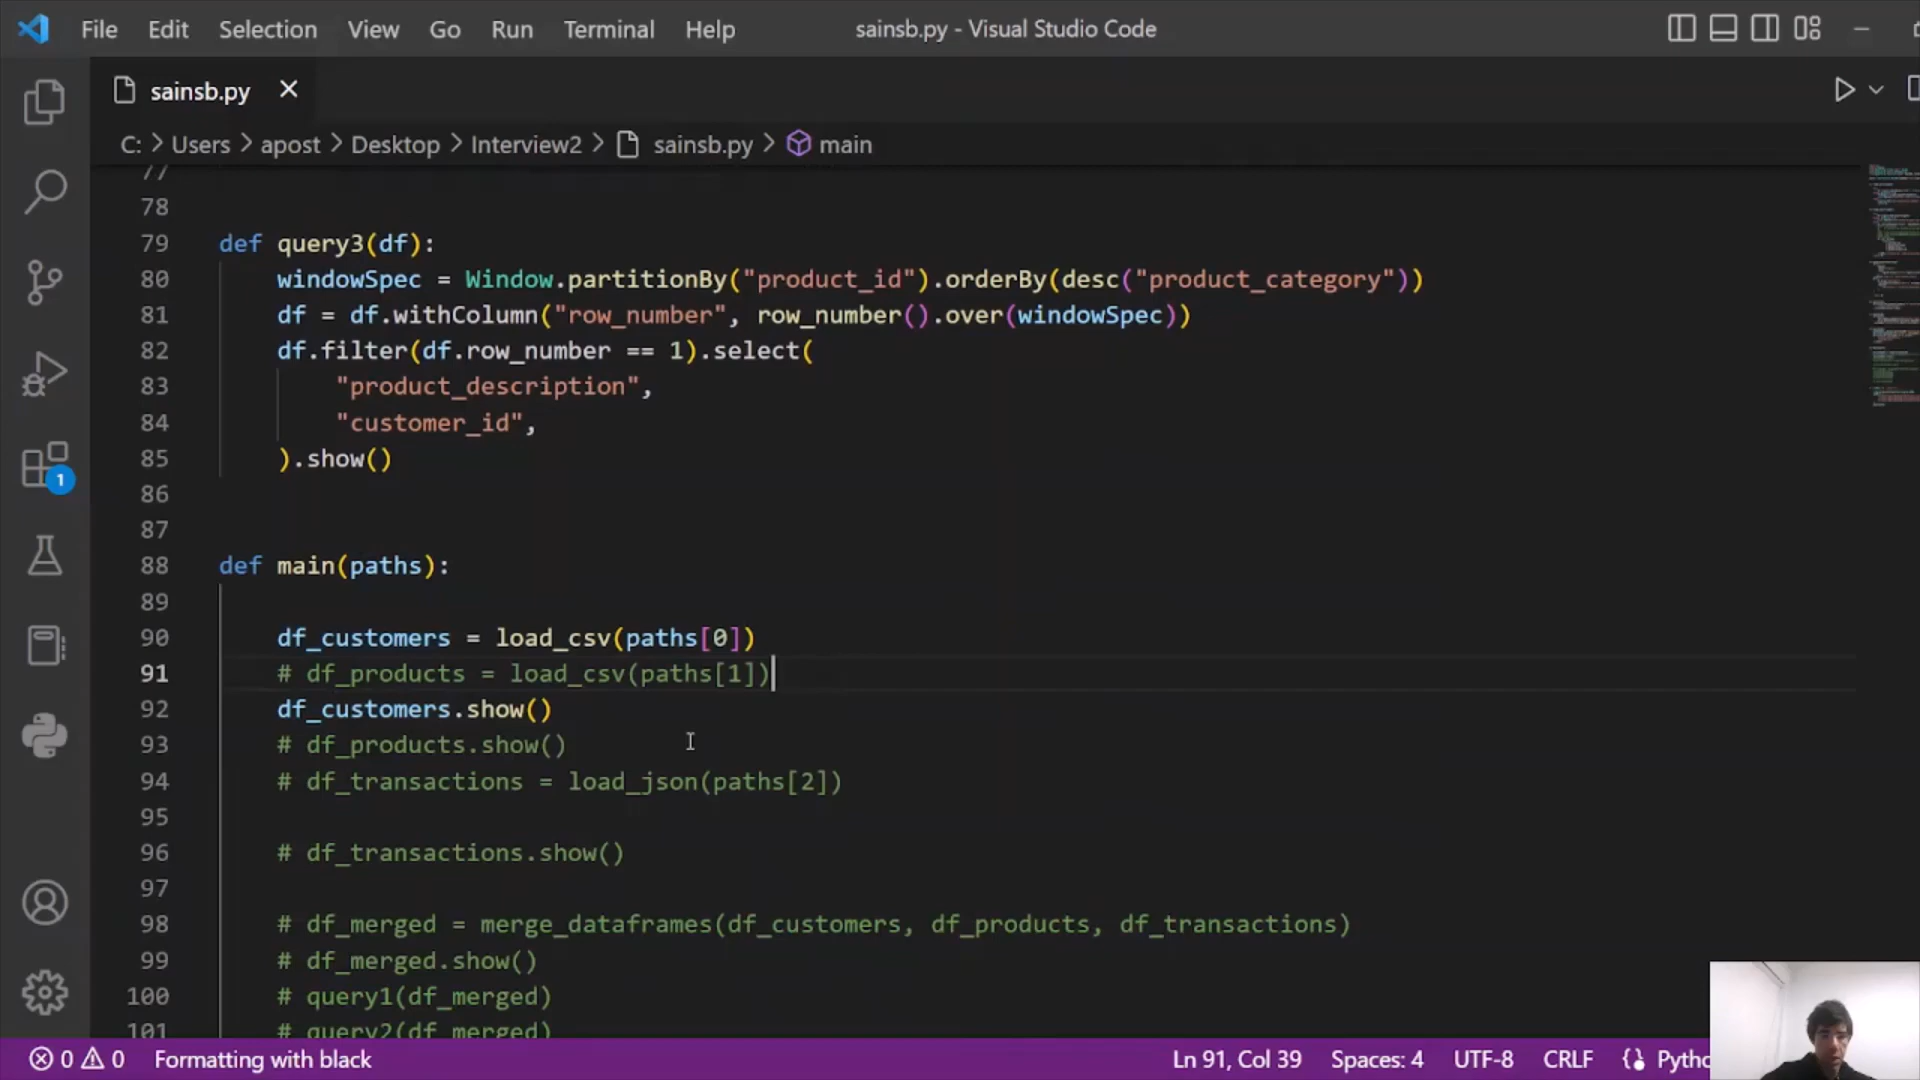 File Edit Selection View Go Run Terminal Help sainsb.py - Visual Studio Code
sainsb.py
C: > Users > apost > Desktop > Interview2 > sainsb.py > main
77
78
79 def query3(df):
80 windowSpec = Window.partitionBy("product_id").orderBy(desc("product_category"))
81 df = df.withColumn("row_number", row_number().over(windowSpec))
82 df.filter(df.row_number == 1).select(
83 "product_description",
84 "customer_id",
85 ).show()
86
87
88 def main(paths):
89
90 df_customers = load_csv(paths[0])
91 # df_products = load_csv(paths[1])
92 df_customers.show()
93 # df_products.show()
94 # df_transactions = load_json(paths[2])
95
96 # df_transactions.show()
97
98 # df_merged = merge_dataframes(df_customers, df_products, df_transactions)
99 # df_merged.show()
100 # query1(df_merged)
101 # query2(df_merged)
1
0 0 Formatting with black Ln 91, Col 39 Spaces: 4 UTF-8 CRLF Pytho